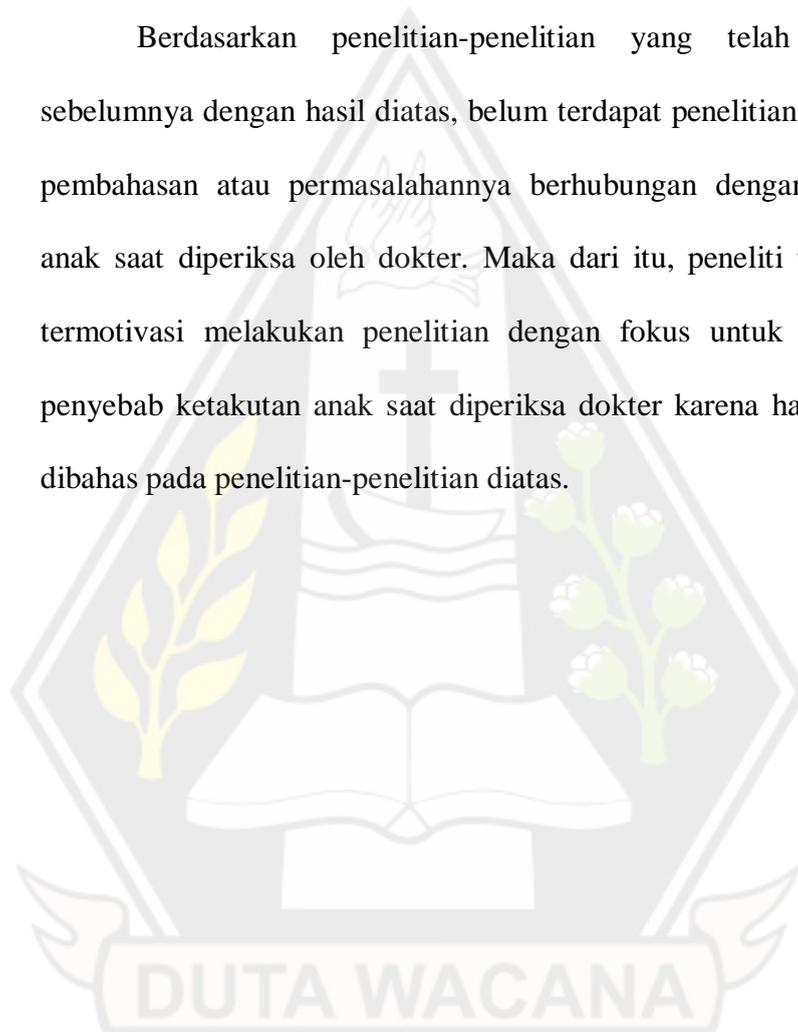 Berdasarkan penelitian-penelitian yang telah
sebelumnya dengan hasil diatas, belum terdapat penelitian
pembahasan atau permasalahannya berhubungan dengan
anak saat diperiksa oleh dokter. Maka dari itu, peneliti
termotivasi melakukan penelitian dengan fokus untuk
penyebab ketakutan anak saat diperiksa dokter karena
dibahas pada penelitian-penelitian diatas.
DUTA WACANA